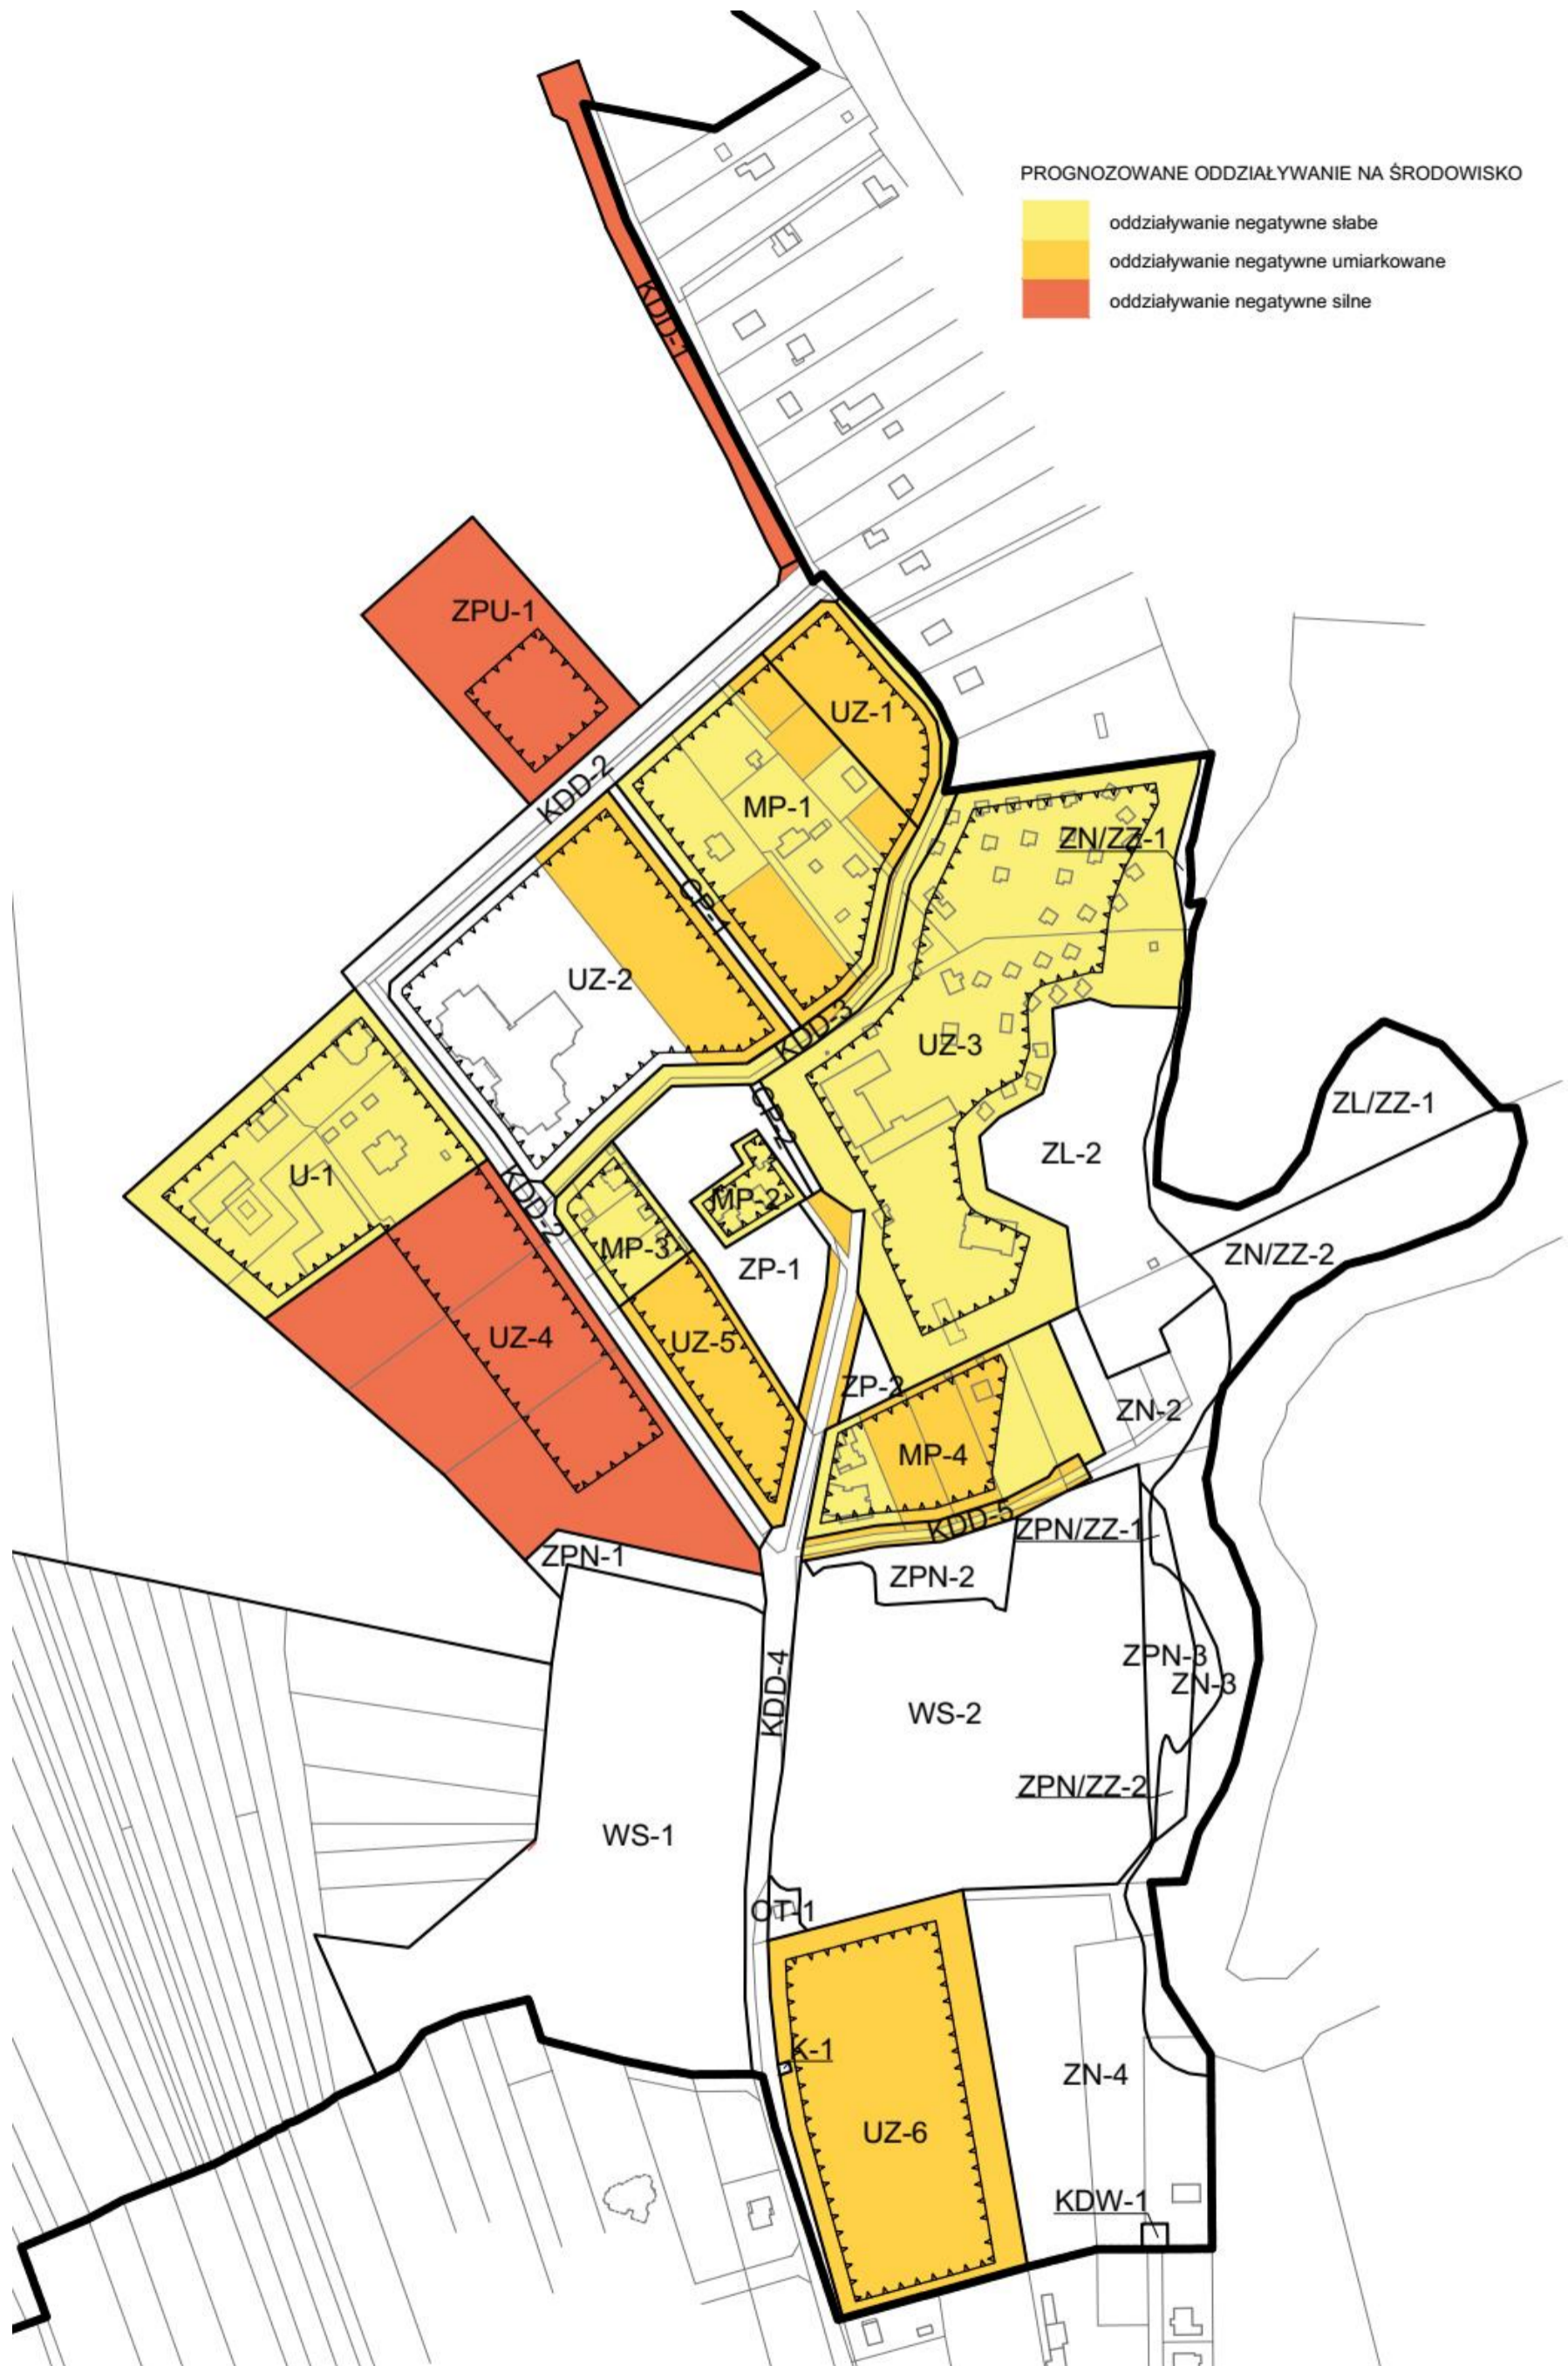 PROGNOZOWANE ODDZIAŁYWANIE NA ŚRODOWISKO
oddziaływanie negatywne słabe
oddziaływanie negatywne umiarkowane
oddziaływanie negatywne silne
KDD-1
ZPU-1
UZ-1
KDD-2
MP-1
ZN/ZZ-1
CP-1
UZ-2
KDD-3
UZ-3
CP-2
ZL/ZZ-1
ZL-2
U-1
KDD-2
MP-2
MP-3
ZP-1
ZN/ZZ-2
UZ-4
UZ-5
ZP-2
ZN-2
MP-4
KDD-5
ZPN/ZZ-1
ZPN-1
ZPN-2
ZPN-3
KDD-4
ZN-3
WS-2
ZPN/ZZ-2
WS-1
OT-1
K-1
ZN-4
UZ-6
KDW-1